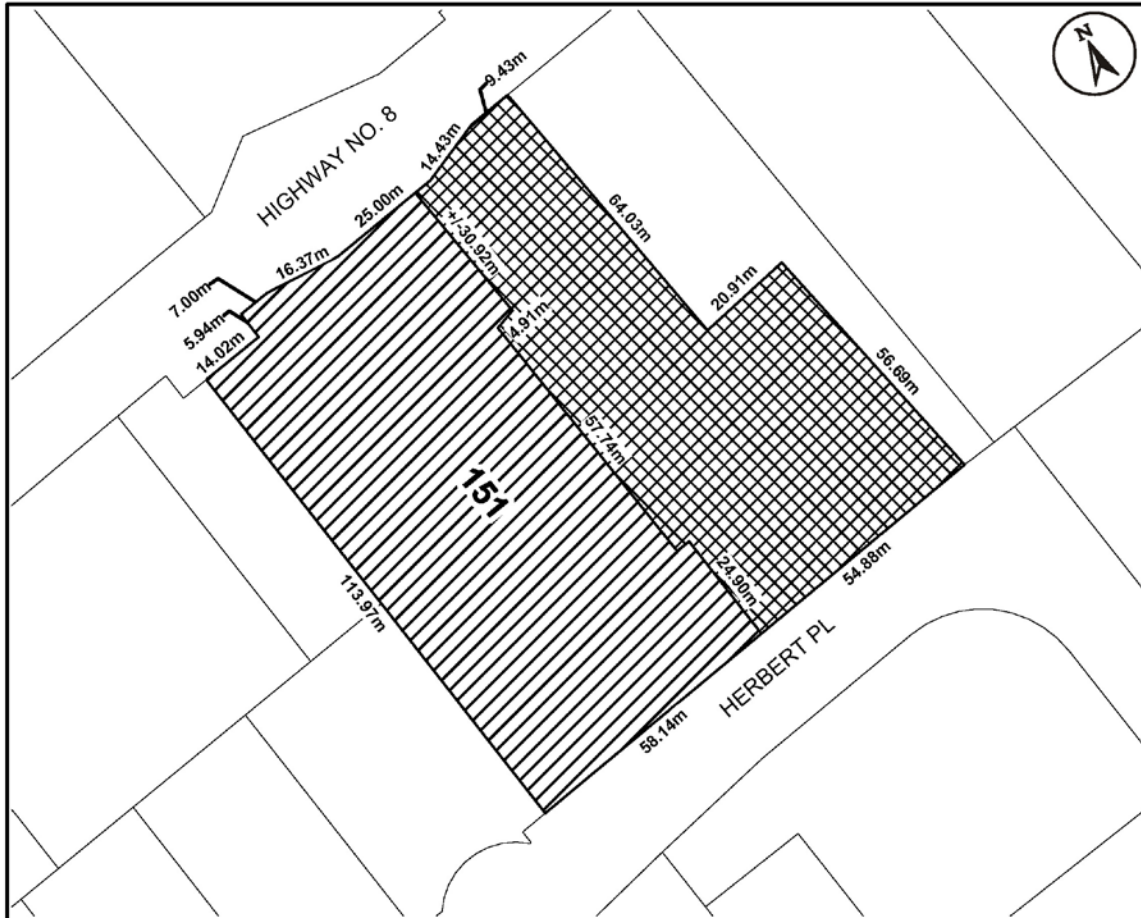 N
9.43m
HIGHWAY NO. 8
14.43m
25.00m
64.03m
+/-30.92m
16.37m
7.00m
20.91m
5.94m
4.91m
14.02m
56.69m
57.74m
151
24.90m
54.88m
113.97m
HERBERT PL
58.14m